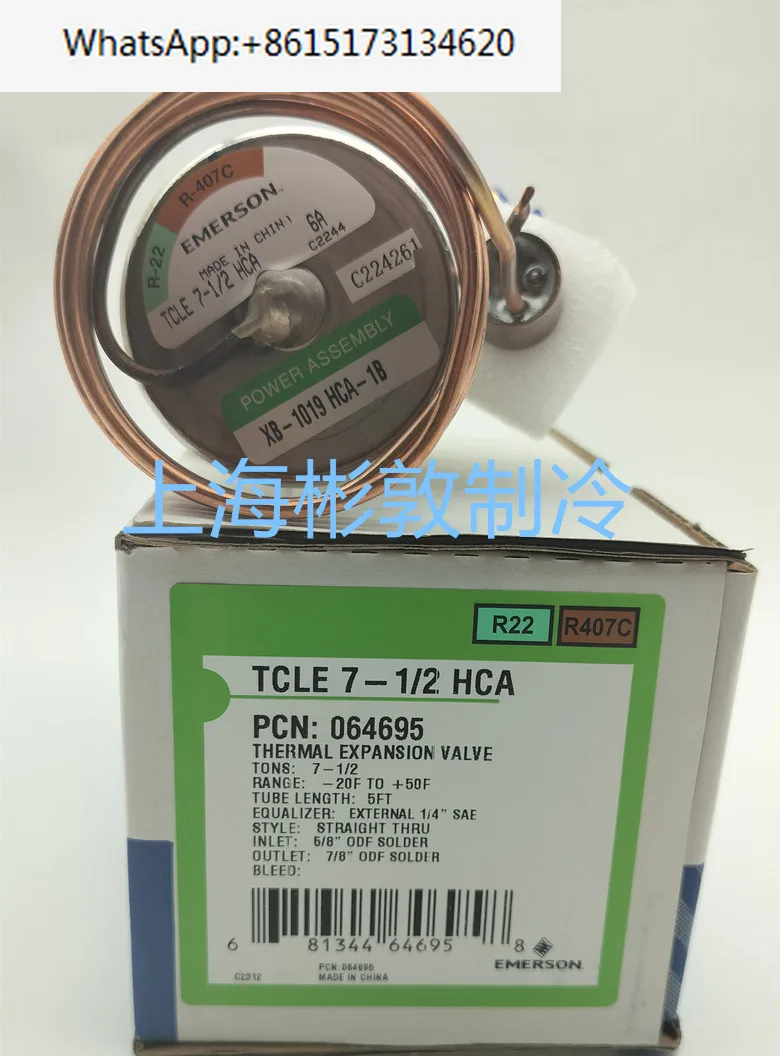 WhatsApp:+8615173134620
R-22
R-407C
EMERSON
MADE IN CHIN
6A
C2244
TCLE 7-1/2 HCA
C224261
POWER ASSEMBLY
XB-1019 HCA-1B
上海彬敦制冷
R22
R407C
TCLE 7-1/2 HCA
PCN: 064695
THERMAL EXPANSION VALVE
TONS: 7-1/2
RANGE: -20F TO +50F
TUBE LENGTH: 5FT
EQUALIZER: EXTERNAL 1/4" SAE
STYLE: STRAIGHT THRU
INLET: 5/8" ODF SOLDER
OUTLET: 7/8" ODF SOLDER
BLEED:
6 81344 64695 8
EMERSON
C2312
PCN:064695
MADE IN CHINA